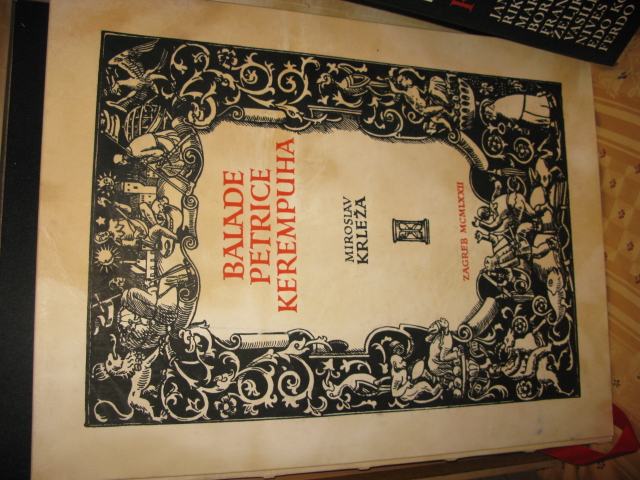 BALADE
PETRICE
KEREMPUHA
MIROSLAV
KRLEŽA
ZAGREB MCMLXXII